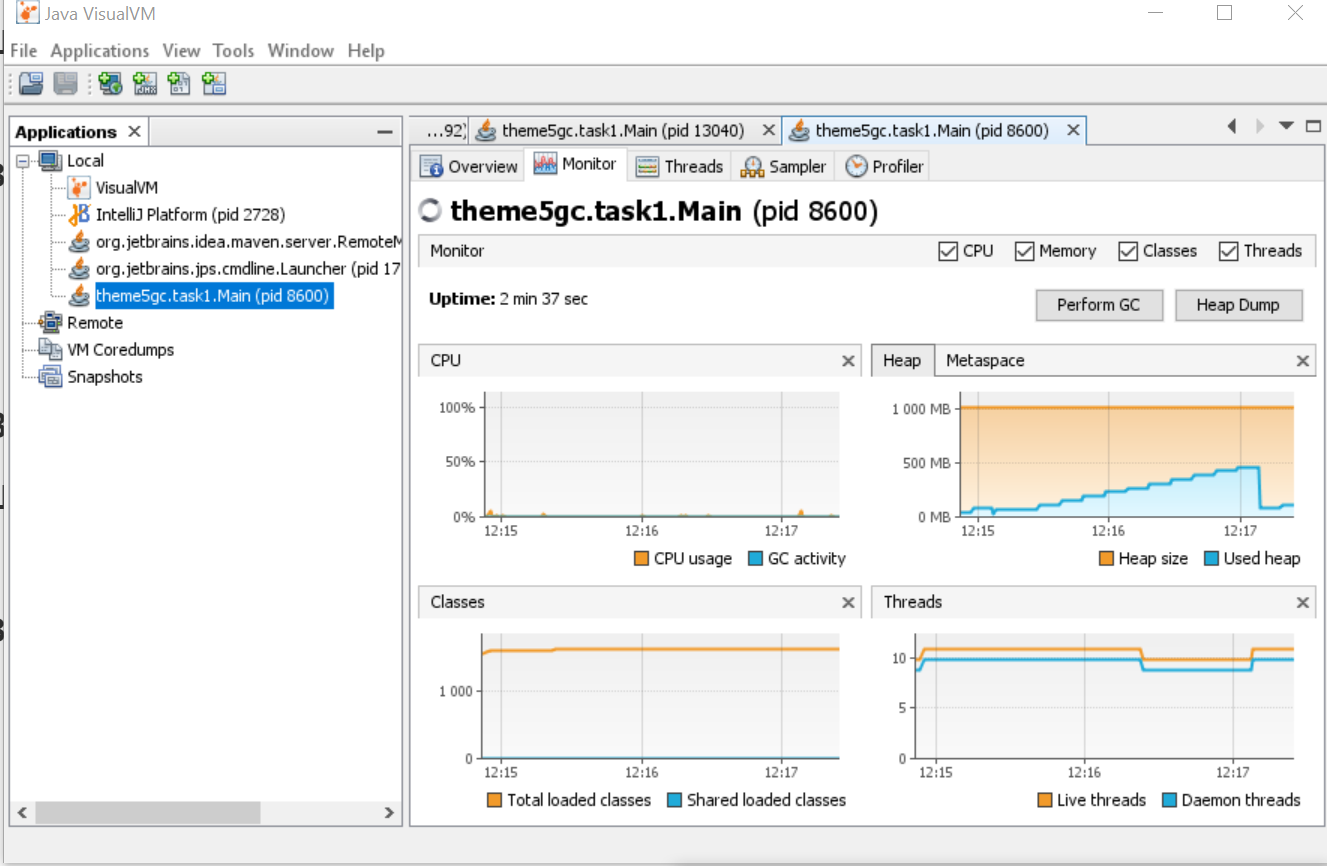 Java VisualVM
File Applications View Tools Window Help
Applications
Local
VisualVM
IntelliJ Platform (pid 2728)
org.jetbrains.idea.maven.server.RemoteM
org.jetbrains.jps.cmdline.Launcher (pid 17
theme5gc.task1.Main (pid 8600)
Remote
VM Coredumps
Snapshots
...92) theme5gc.task1.Main (pid 13040) theme5gc.task1.Main (pid 8600)
Overview Monitor Threads Sampler Profiler
theme5gc.task1.Main (pid 8600)
Monitor CPU Memory Classes Threads
Uptime: 2 min 37 sec Perform GC Heap Dump
CPU
100%
50%
0%
12:15 12:16 12:17
CPU usage GC activity
Heap Metaspace
1 000 MB
500 MB
0 MB
12:15 12:16 12:17
Heap size Used heap
Classes
1 000
0
12:15 12:16 12:17
Total loaded classes Shared loaded classes
Threads
10
5
0
12:15 12:16 12:17
Live threads Daemon threads